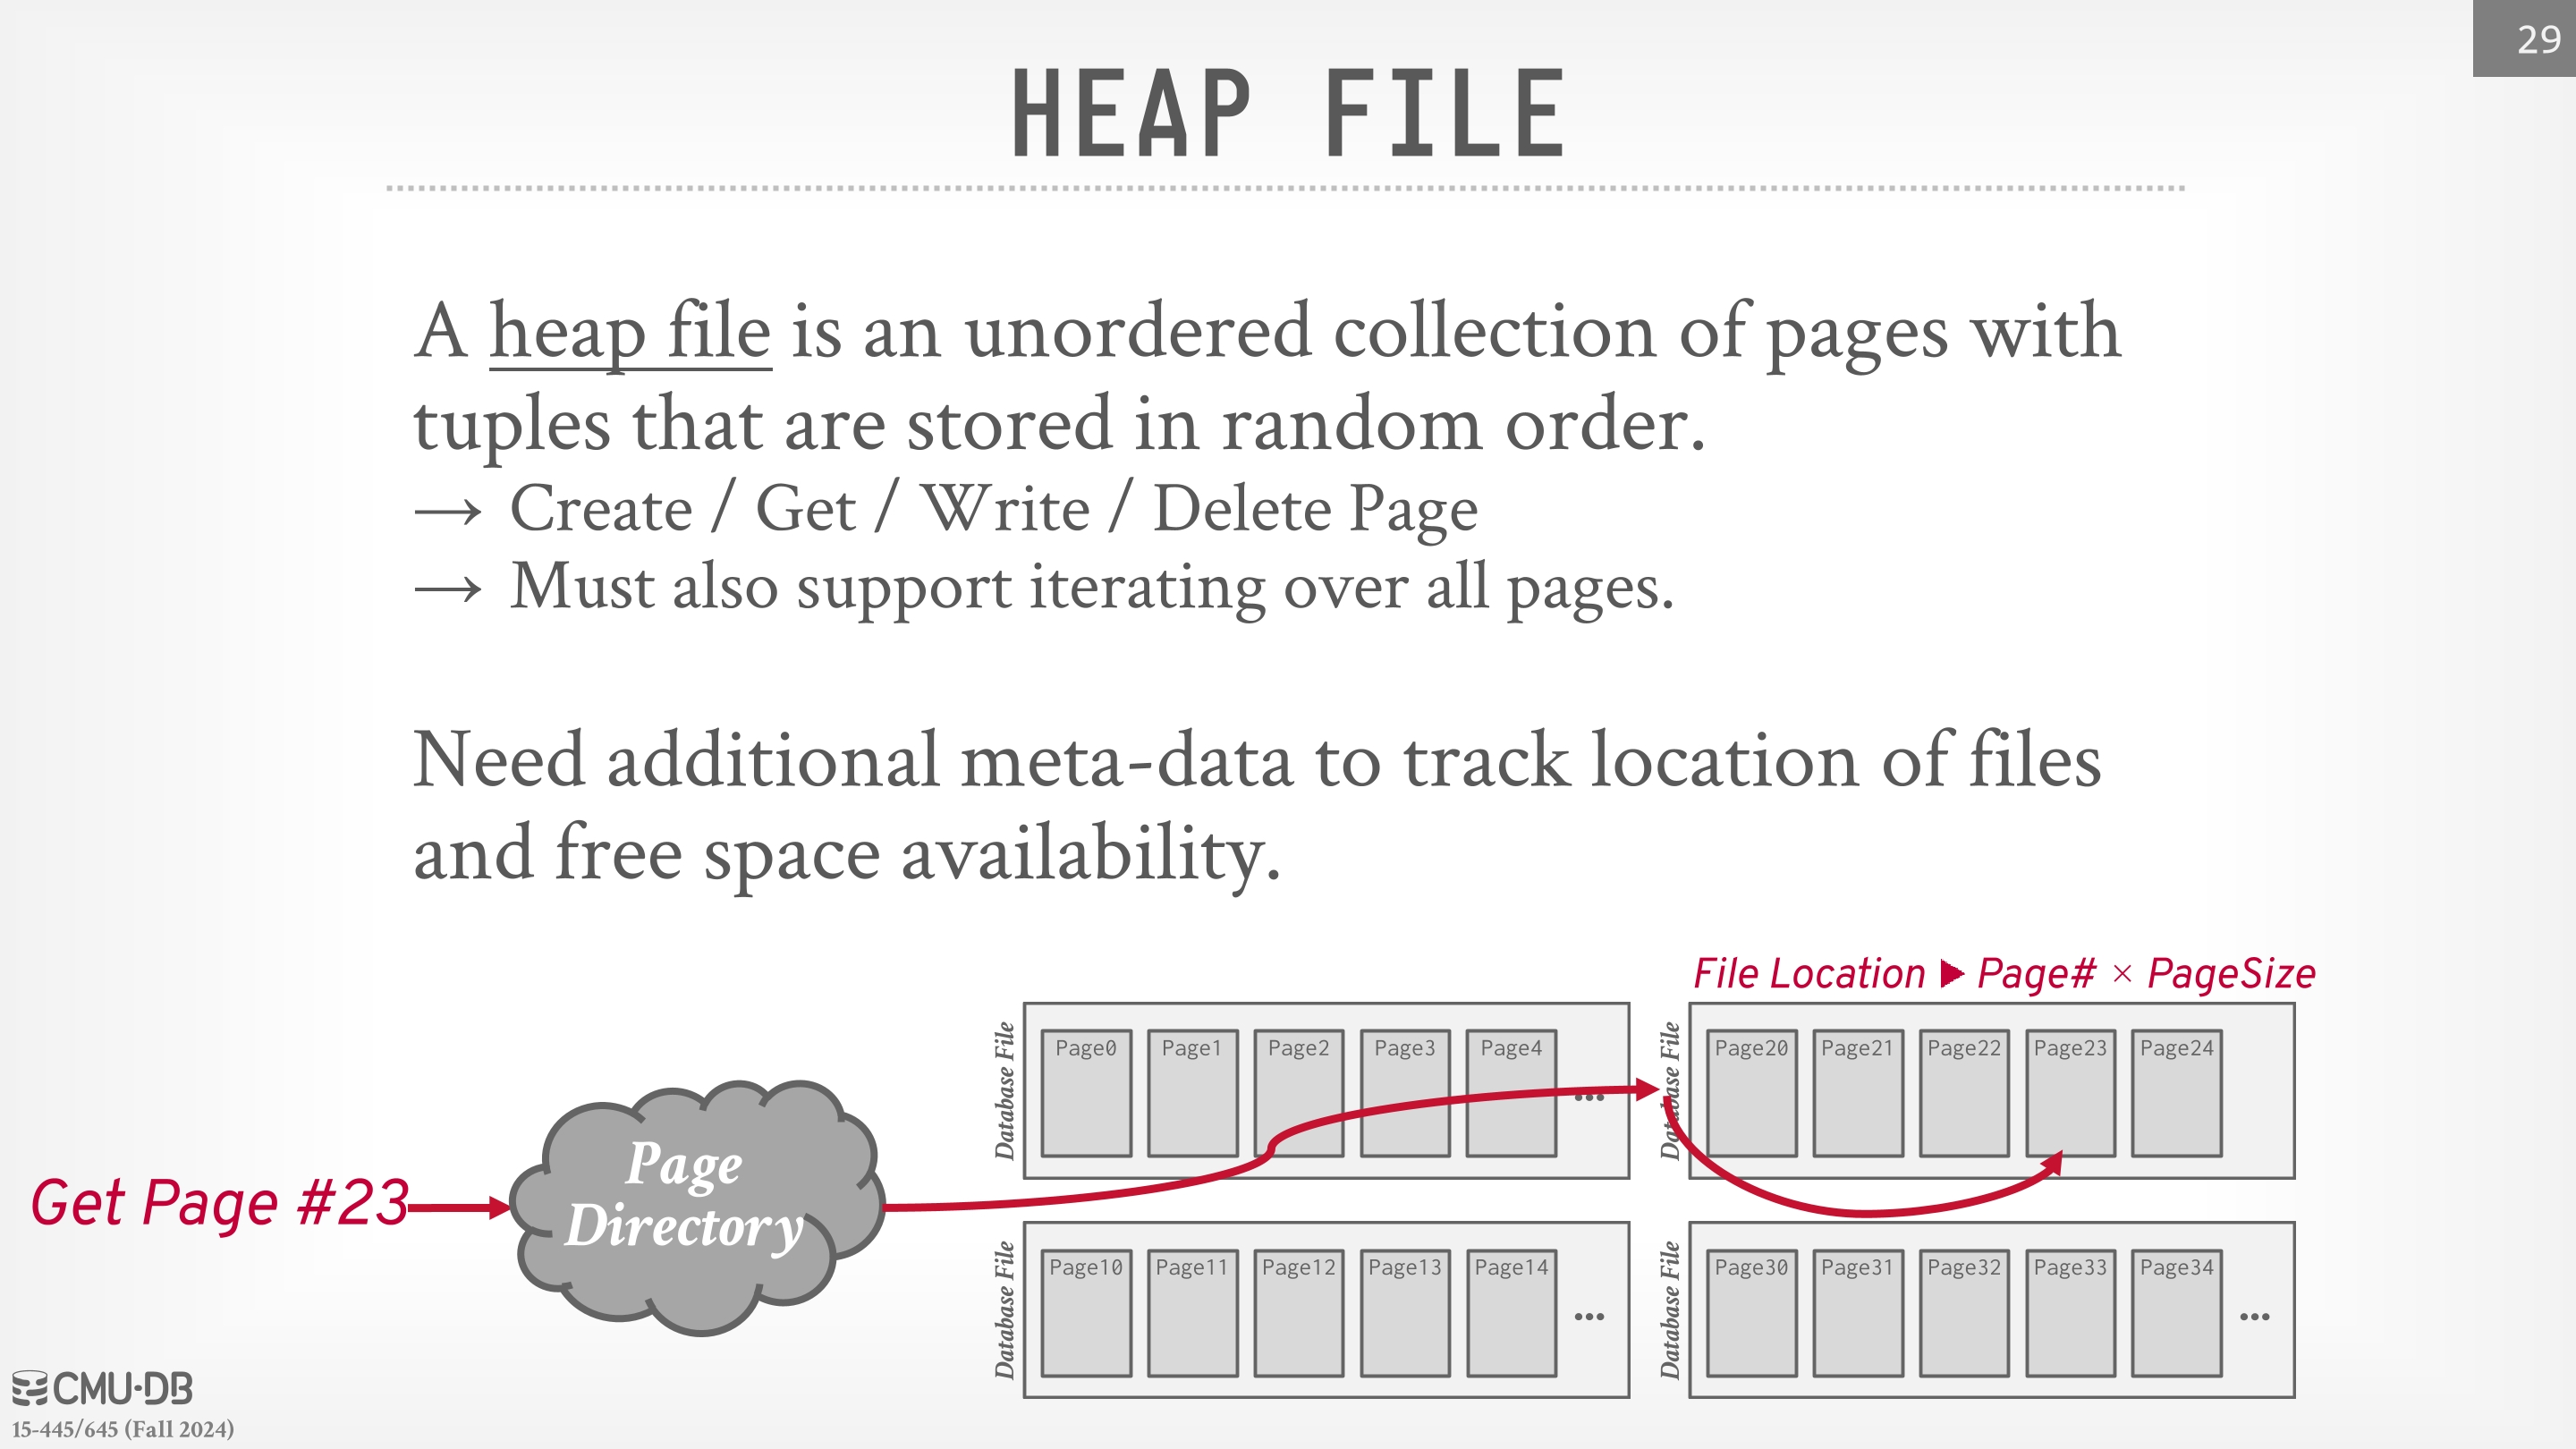 29
HEAP FILE
A heap file is an unordered collection of pages with
tuples that are stored in random order.
→ Create / Get / Write / Delete Page
→ Must also support iterating over all pages.
Need additional meta-data to track location of files
and free space availability.
File Location ▶ Page# × PageSize
Get Page #23
Page
Directory
Database File
Page0 Page1 Page2 Page3 Page4 •••
Database File
Page20 Page21 Page22 Page23 Page24
Database File
Page10 Page11 Page12 Page13 Page14 •••
Database File
Page30 Page31 Page32 Page33 Page34 •••
CMU·DB
15-445/645 (Fall 2024)